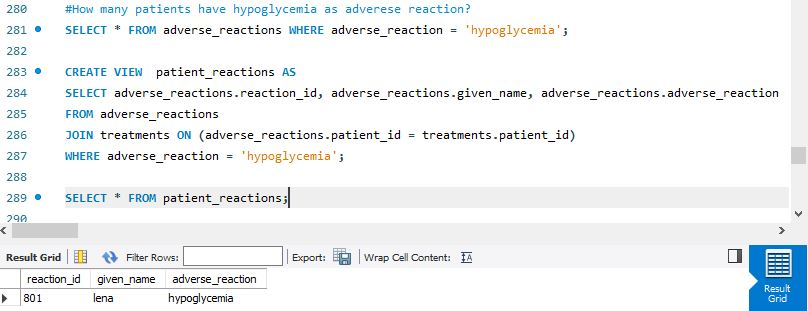 280 #How many patients have hypoglycemia as adverese reaction?
281 SELECT * FROM adverse_reactions WHERE adverse_reaction = 'hypoglycemia';
282
283 CREATE VIEW patient_reactions AS
284 SELECT adverse_reactions.reaction_id, adverse_reactions.given_name, adverse_reactions.adverse_reaction
285 FROM adverse_reactions
286 JOIN treatments ON (adverse_reactions.patient_id = treatments.patient_id)
287 WHERE adverse_reaction = 'hypoglycemia';
288
289 SELECT * FROM patient_reactions;
290
Result Grid Filter Rows: Export: Wrap Cell Content: IA
reaction_id given_name adverse_reaction
801 lena hypoglycemia
Result
Grid